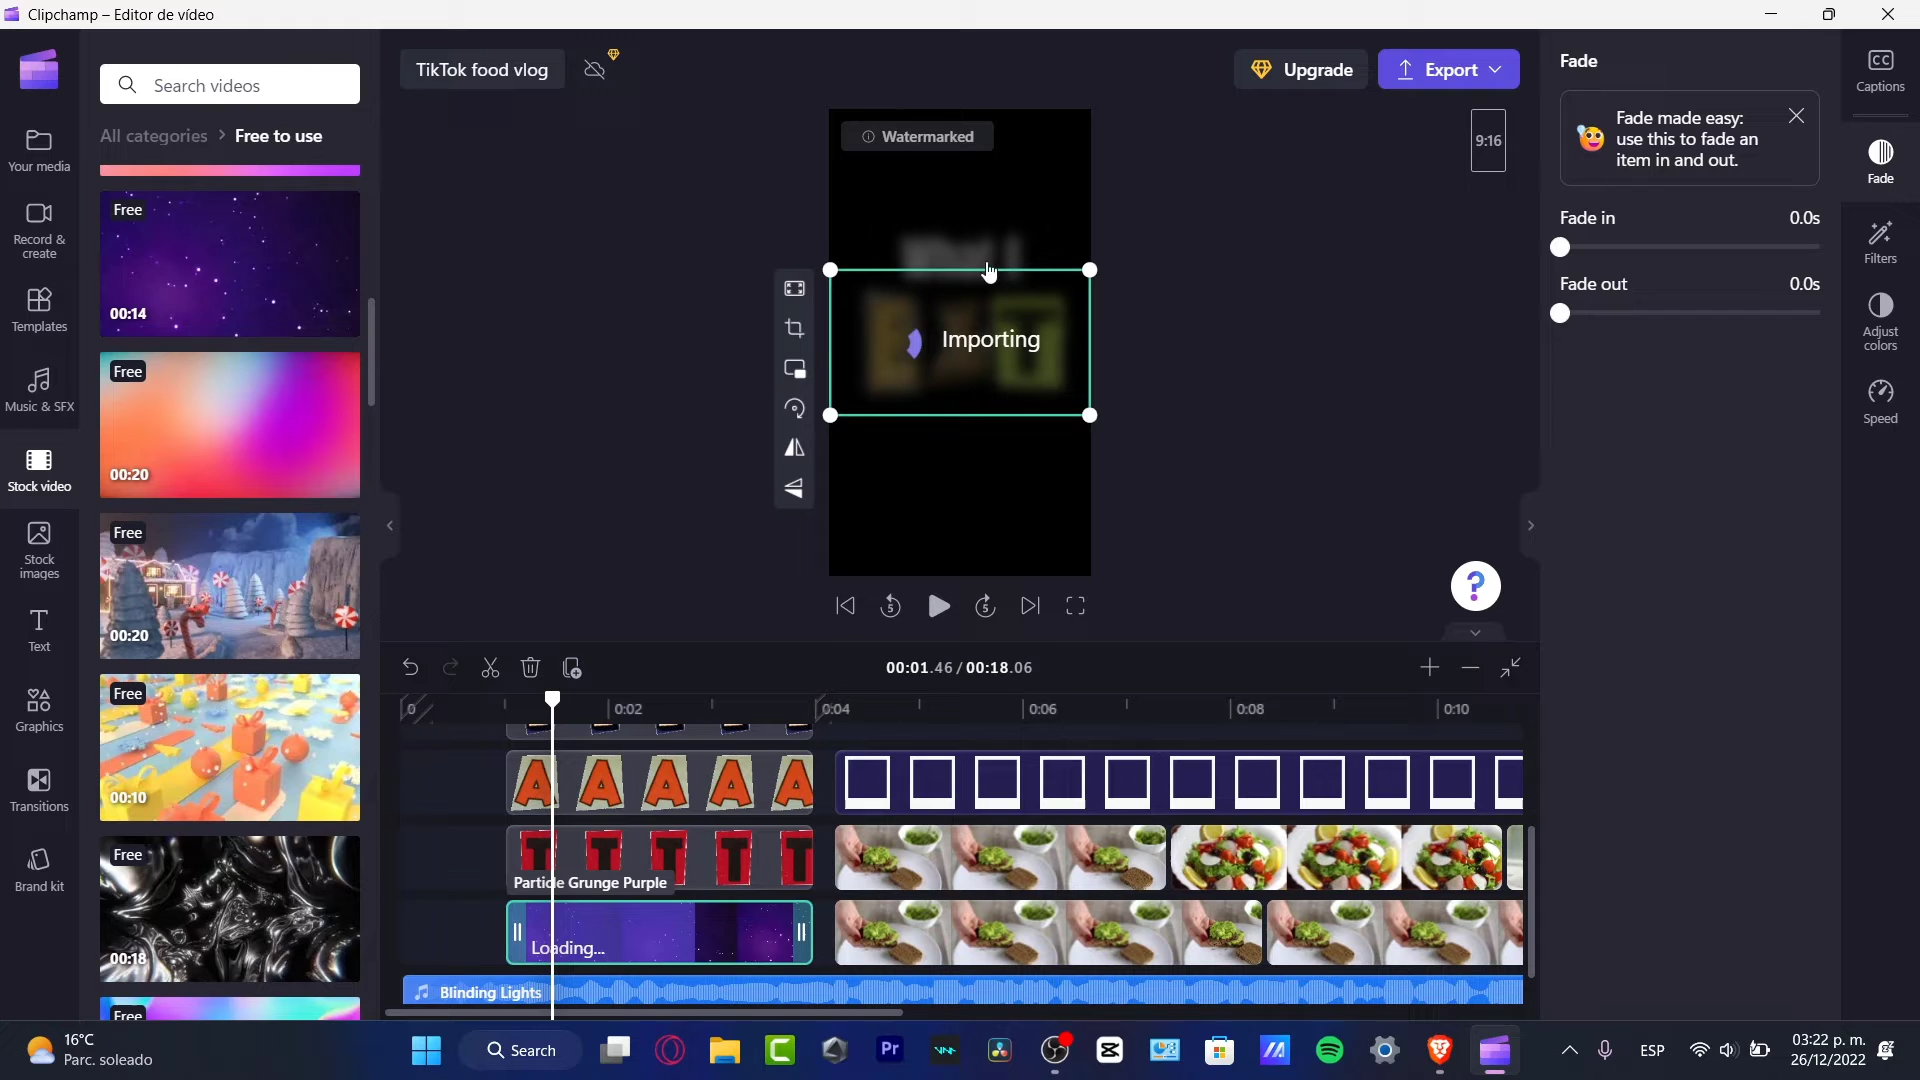 Clipchamp – Editor de vídeo
Search videos
All categories > Free to use
Your media
Record &
create
Templates
Music & SFX
Stock video
Stock
images
Text
Graphics
Transitions
Brand kit
Free
00:14
Free
00:20
Free
00:20
Free
00:10
Free
00:18
Free
TikTok food vlog
Upgrade
Export
Watermarked
9:16
What I
E A T
Importing
5
5
?
00:01.46 / 00:18.06
0
0:02
0:04
0:06
0:08
0:10
A A A A A
T T T T T
Particle Grunge Purple
Loading...
Blinding Lights
Fade
Fade made easy:
use this to fade an
item in and out.
Fade in 0.0s
Fade out 0.0s
CC
Captions
Fade
Filters
Adjust
colors
Speed
16°C
Parc. soleado
Search
Pr
ESP
03:22 p. m.
26/12/2022